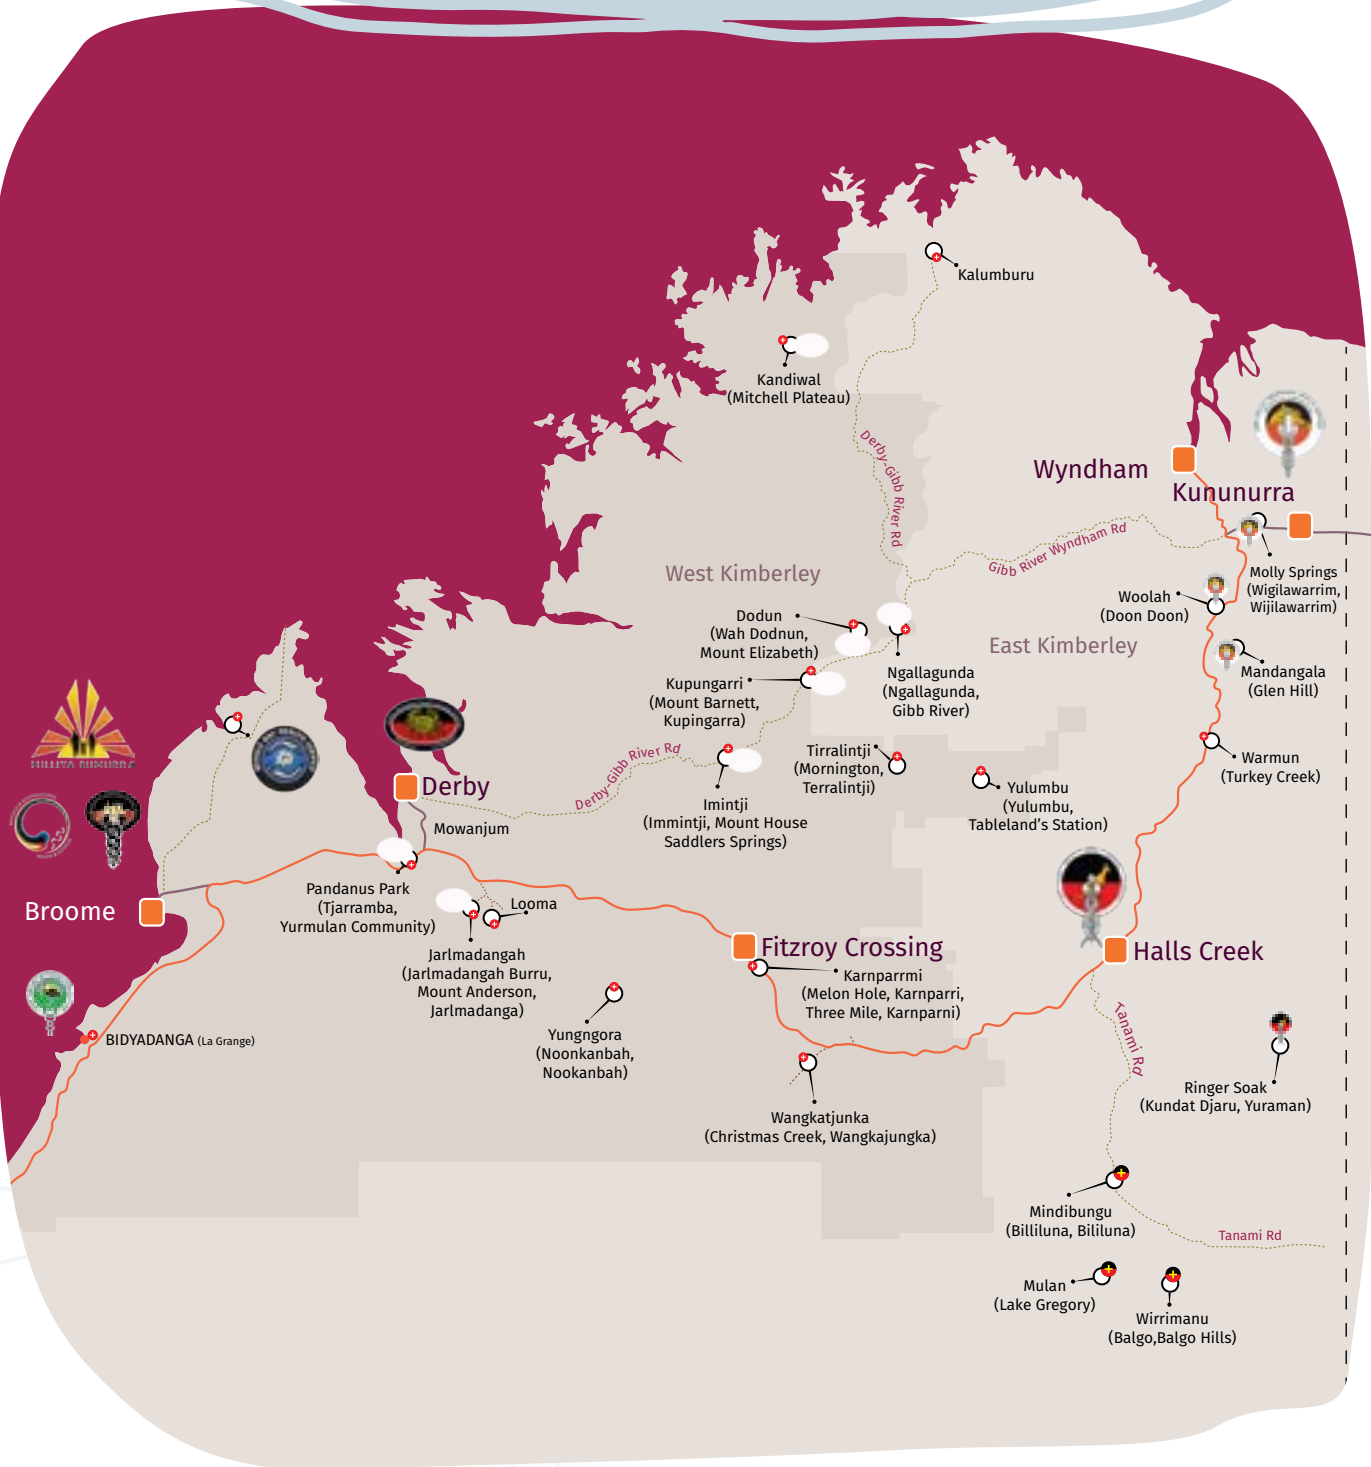 Kalumburu
Kandiwal
(Mitchell Plateau)
Derby-Gibb River Rd
Wyndham
Kununurra
Gibb River Wyndham Rd
West Kimberley
Molly Springs
(Wigilawarrim,
Wijilawarrim)
Woolah
(Doon Doon)
Dodun
(Wah Dodnun,
Mount Elizabeth)
East Kimberley
Ngallagunda
(Ngallagunda,
Gibb River)
Mandangala
(Glen Hill)
Kupungarri
(Mount Barnett,
Kupingarra)
Derby-Gibb River Rd
Tirralintji
(Mornington,
Terralintji)
Warmun
(Turkey Creek)
Yulumbu
(Yulumbu,
Tableland's Station)
Imintji
(Immintji, Mount House
Saddlers Springs)
Derby
Mowanjum
Broome
Pandanus Park
(Tjarramba,
Yurmulan Community)
Looma
Jarlmadangah
(Jarlmadangah Burru,
Mount Anderson,
Jarlmadanga)
Fitzroy Crossing
Karnparrmi
(Melon Hole, Karnparri,
Three Mile, Karnparni)
Halls Creek
BIDYADANGA (La Grange)
Yungngora
(Noonkanbah,
Nookanbah)
Tanami Rd
Ringer Soak
(Kundat Djaru, Yuraman)
Wangkatjunka
(Christmas Creek, Wangkajungka)
Mindibungu
(Billiluna, Bililuna)
Tanami Rd
Mulan
(Lake Gregory)
Wirrimanu
(Balgo,Balgo Hills)